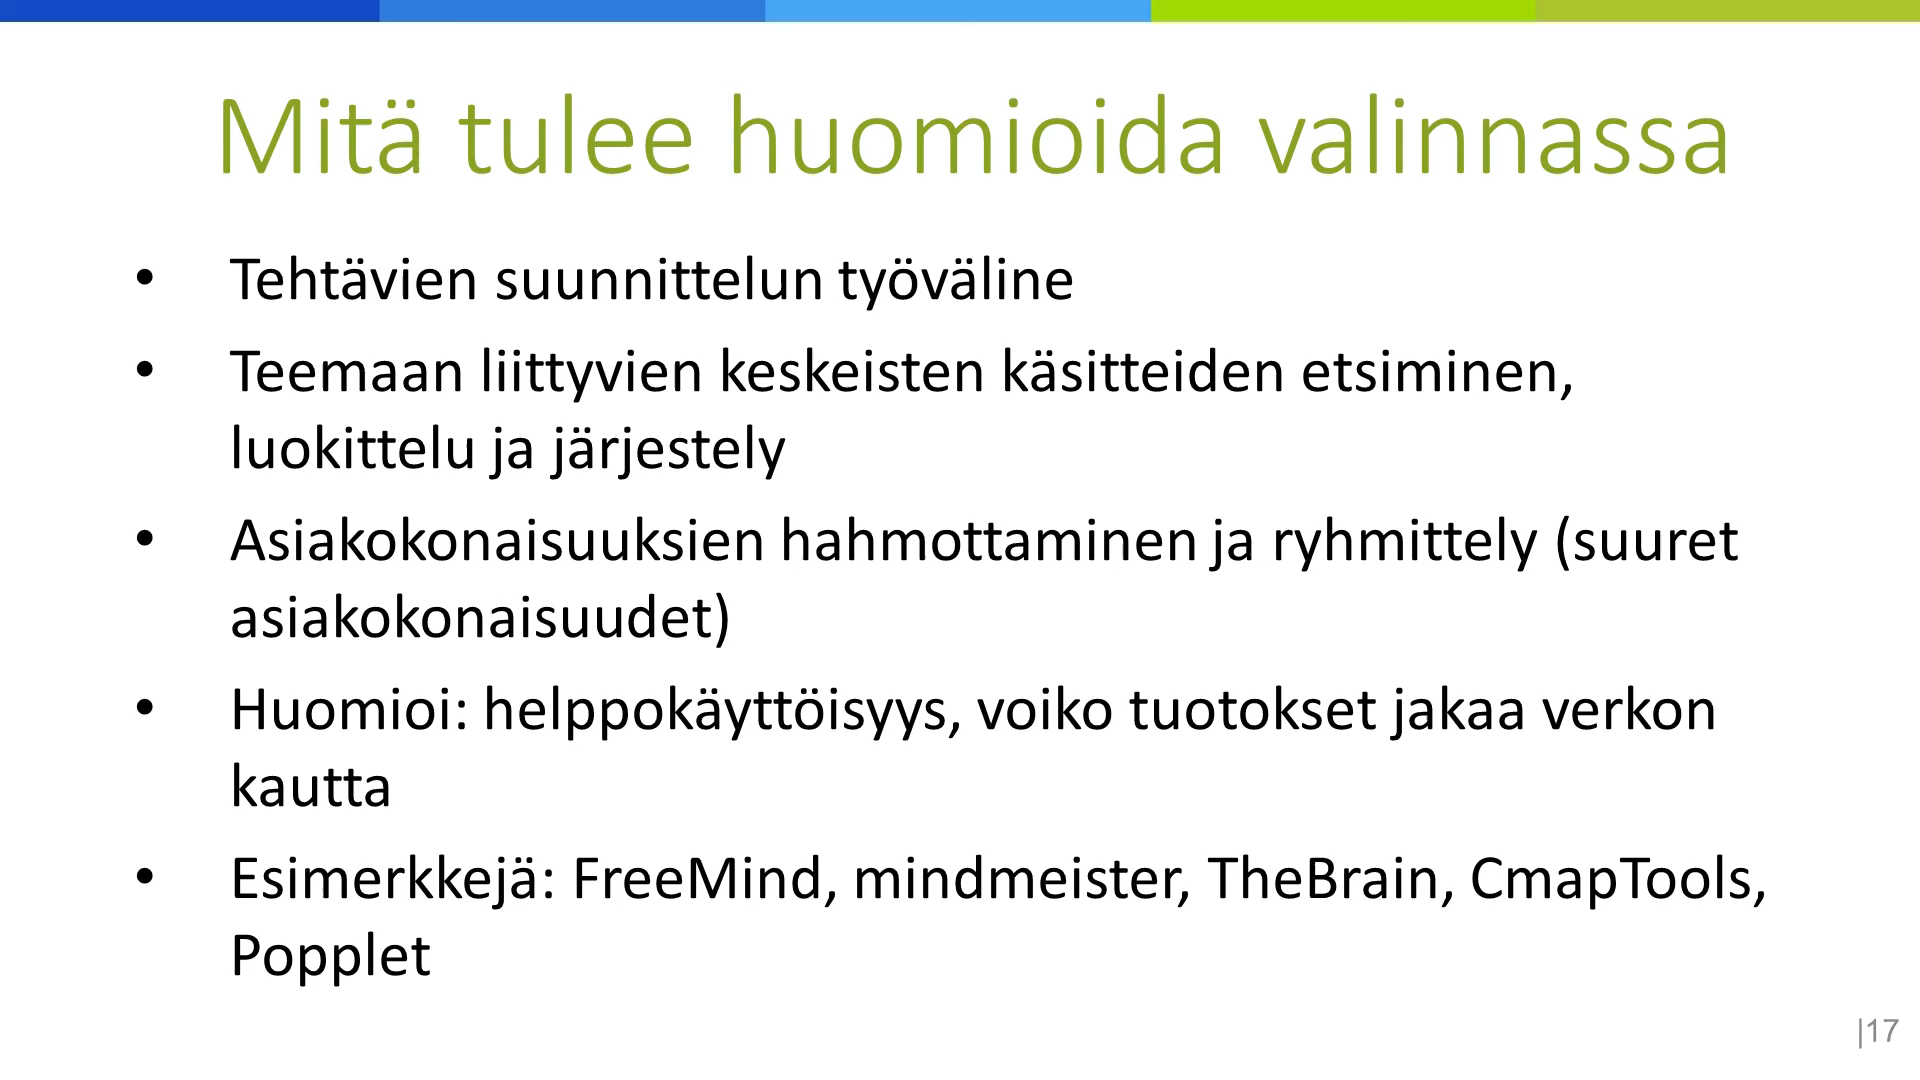 Mitä tulee huomioida valinnassa
• Tehtävien suunnittelun työväline
• Teemaan liittyvien keskeisten käsitteiden etsiminen,
luokittelu ja järjestely
• Asiakokonaisuuksien hahmottaminen ja ryhmittely (suuret
asiakokonaisuudet)
• Huomioi: helppokäyttöisyys, voiko tuotokset jakaa verkon
kautta
• Esimerkkejä: FreeMind, mindmeister, TheBrain, CmapTools,
Popplet
|17